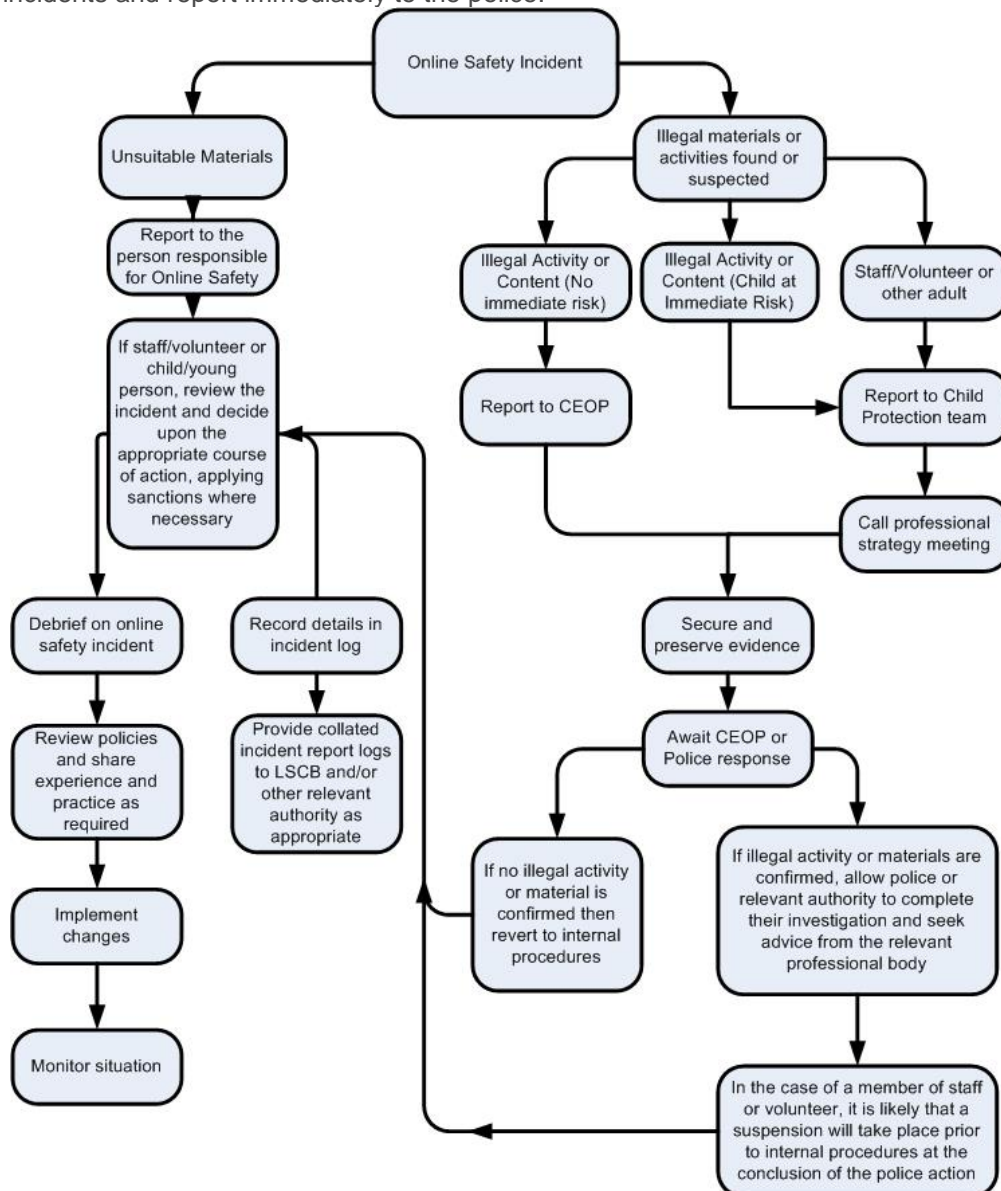 incidents and report immediately to the police.
Online Safety Incident
Unsuitable Materials
Illegal materials or
activities found or
suspected
Report to the
person responsible
for Online Safety
Illegal Activity or
Content (No
immediate risk)
Illegal Activity or
Content (Child at
Immediate Risk)
Staff/Volunteer or
other adult
If staff/volunteer or
child/young
person, review the
incident and decide
upon the
appropriate course
of action, applying
sanctions where
necessary
Report to CEOP
Report to Child
Protection team
Call professional
strategy meeting
Debrief on online
safety incident
Record details in
incident log
Secure and
preserve evidence
Review policies
and share
experience and
practice as
required
Provide collated
incident report logs
to LSCB and/or
other relevant
authority as
appropriate
Await CEOP or
Police response
If no illegal activity
or material is
confirmed then
revert to internal
procedures
If illegal activity or materials are
confirmed, allow police or
relevant authority to complete
their investigation and seek
advice from the relevant
professional body
Implement
changes
Monitor situation
In the case of a member of staff
or volunteer, it is likely that a
suspension will take place prior
to internal procedures at the
conclusion of the police action